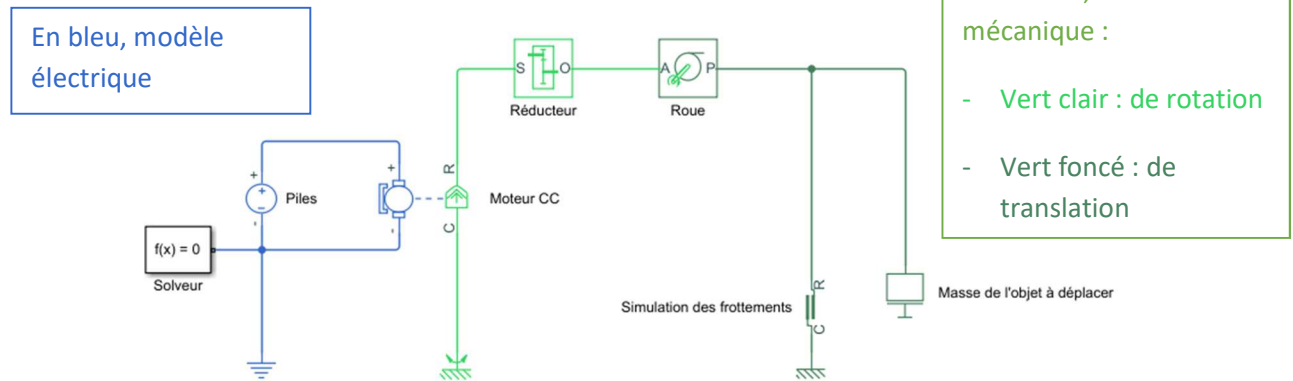 En bleu, modèle
électrique
mécanique :
- Vert clair : de rotation
- Vert foncé : de
translation
S O
Réducteur
A P
Roue
R
C
Moteur CC
+
-
Piles
+
-
+
-
f(x) = 0
Solveur
Simulation des frottements
R
C
Masse de l'objet à déplacer